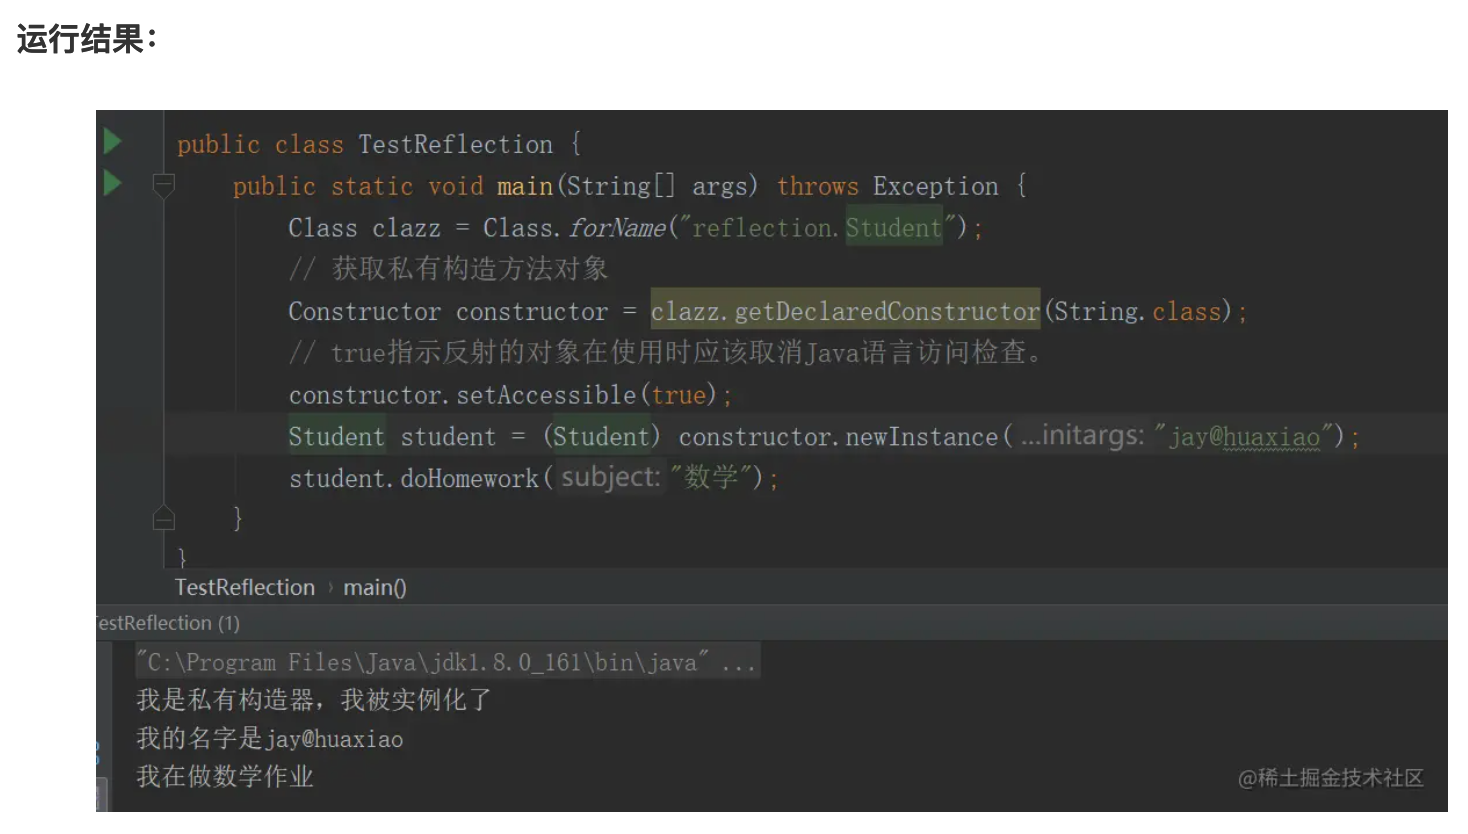 运行结果：
public class TestReflection {
public static void main(String[] args) throws Exception {
Class clazz = Class.forName("reflection.Student");
// 获取私有构造方法对象
Constructor constructor = clazz.getDeclaredConstructor(String.class);
// true指示反射的对象在使用时应该取消Java语言访问检查。
constructor.setAccessible(true);
Student student = (Student) constructor.newInstance( ...initargs: "jay@huaxiao");
student.doHomework( subject: "数学");
}
}
TestReflection › main()
estReflection (1)
"C:\Program Files\Java\jdk1.8.0_161\bin\java" ...
我是私有构造器，我被实例化了
我的名字是jay@huaxiao
我在做数学作业
@稀土掘金技术社区